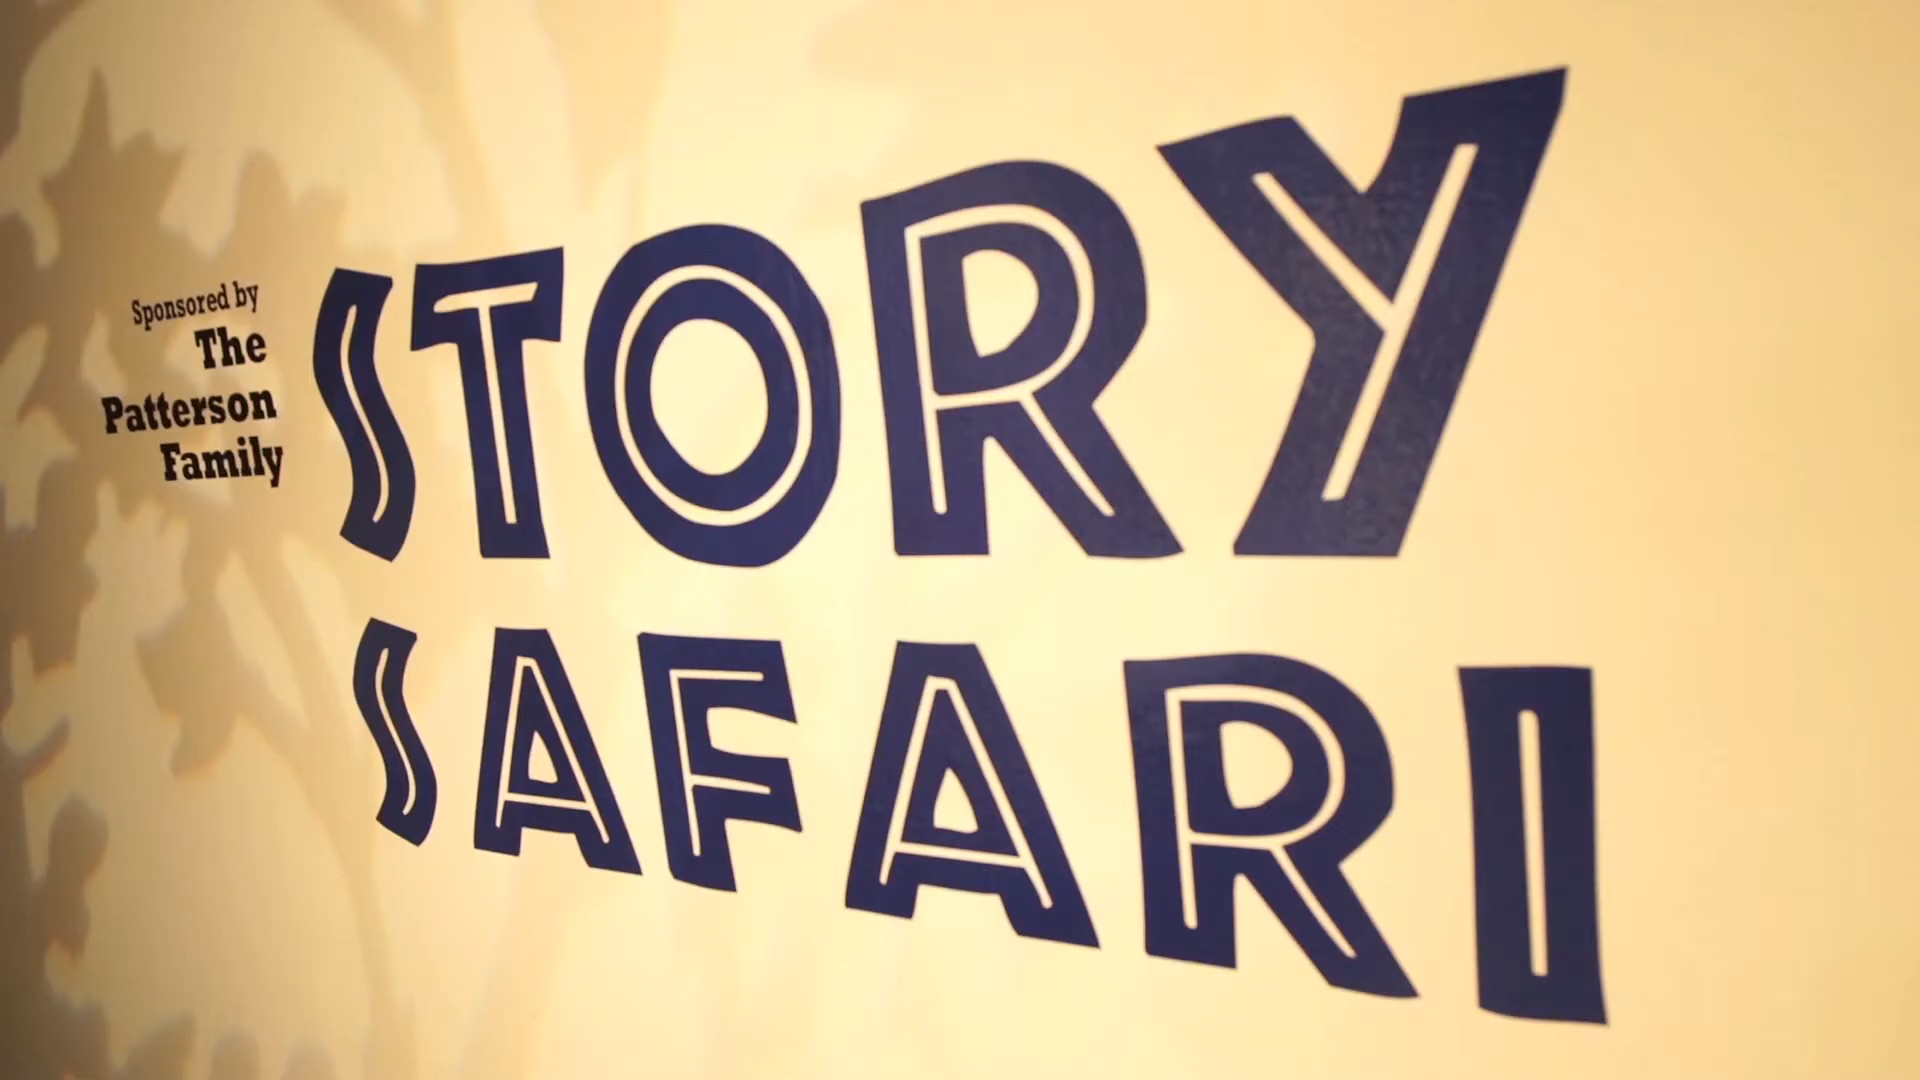 Sponsored by
The
Patterson
Family
STORY
SAFARI